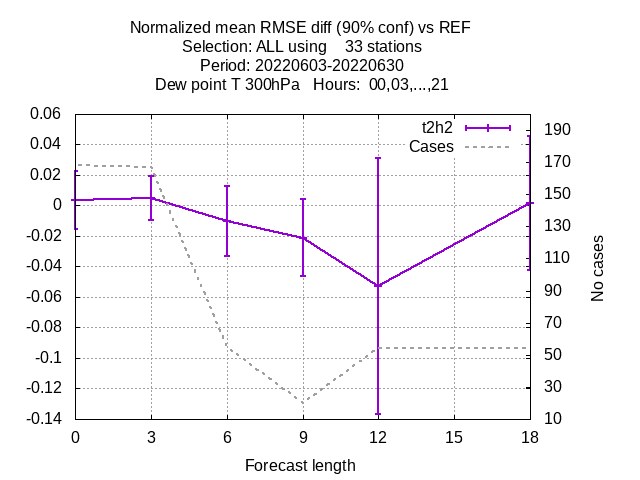 Normalized mean RMSE diff (90% conf) vs REF
Selection: ALL using    33 stations
Period: 20220603-20220630
Dew point T 300hPa   Hours:  00,03,...,21
t2h2
Cases
0.06
0.04
0.02
0
-0.02
-0.04
-0.06
-0.08
-0.1
-0.12
-0.14
190
170
150
130
110
90
70
50
30
10
No cases
0 3 6 9 12 15 18
Forecast length